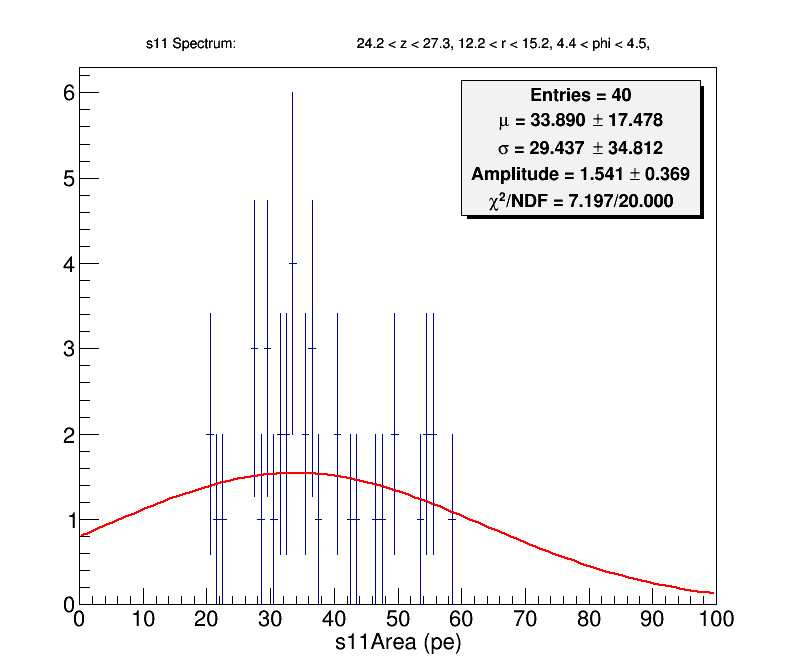 s11 Spectrum: 24.2 < z < 27.3, 12.2 < r < 15.2, 4.4 < phi < 4.5,
Entries = 40
μ = 33.890 ± 17.478
σ = 29.437 ± 34.812
Amplitude = 1.541 ± 0.369
χ²/NDF = 7.197/20.000
6
5
4
3
2
1
0
0 10 20 30 40 50 60 70 80 90 100
s11Area (pe)